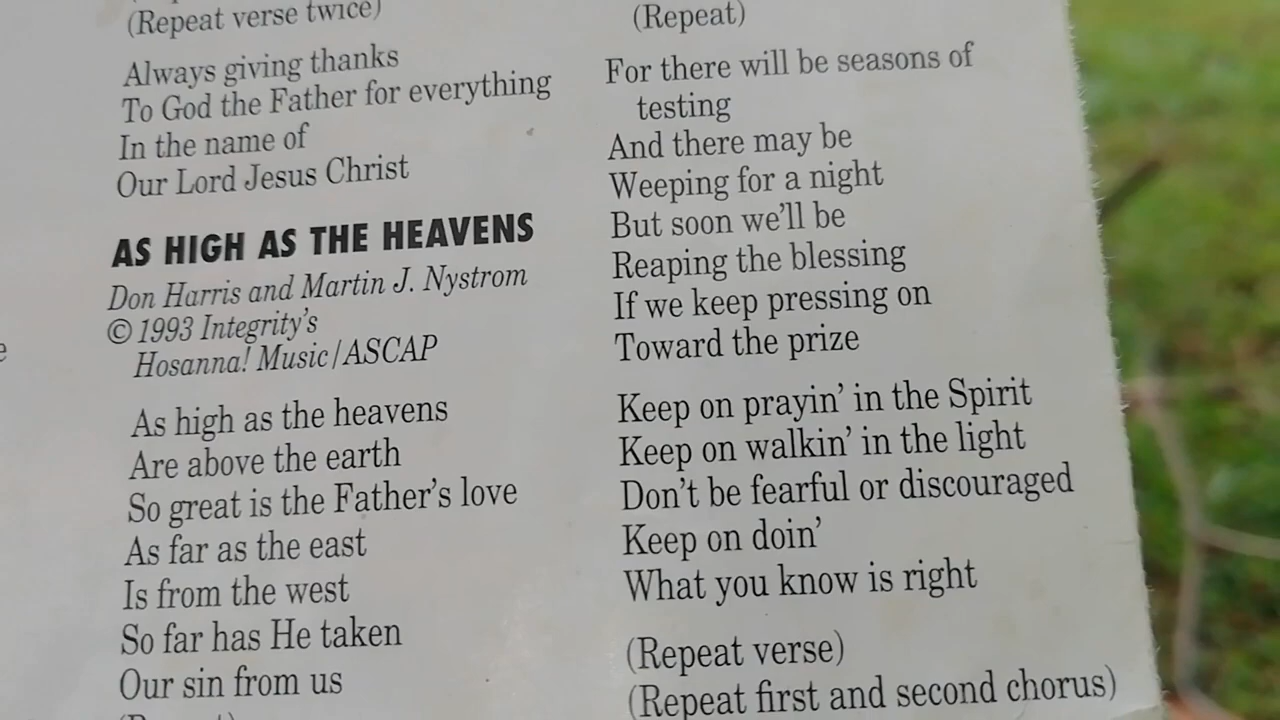 (Repeat verse twice)
Always giving thanks
To God the Father for everything
In the name of
Our Lord Jesus Christ
AS HIGH AS THE HEAVENS
Don Harris and Martin J. Nystrom
© 1993 Integrity's
Hosanna! Music/ASCAP
As high as the heavens
Are above the earth
So great is the Father's love
As far as the east
Is from the west
So far has He taken
Our sin from us
(Repeat)
For there will be seasons of
testing
And there may be
Weeping for a night
But soon we'll be
Reaping the blessing
If we keep pressing on
Toward the prize
Keep on prayin' in the Spirit
Keep on walkin' in the light
Don't be fearful or discouraged
Keep on doin'
What you know is right
(Repeat verse)
(Repeat first and second chorus)